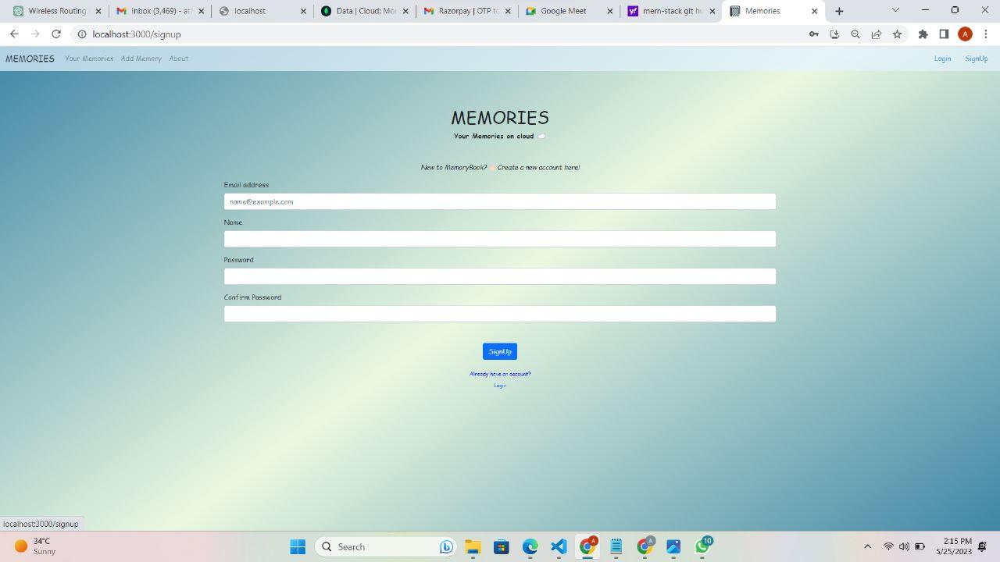 Wireless Routing
Inbox (3,469)
localhost
Data | Cloud: Mon
Razorpay | OTP to
Google Meet
mern stack git hu
Memories
localhost:3000/signup
A
MEMORIES
Your Memories
Add Memory
About
Login
SignUp
MEMORIES
Your Memories on cloud ☁️
New to MemoryBook? Create a new account here!
Email address
name@example.com
Name
Password
Confirm Password
SignUp
Already have an account?
Login
localhost:3000/signup
34°C
Sunny
Search
A
A
10
2:15 PM
5/25/2023